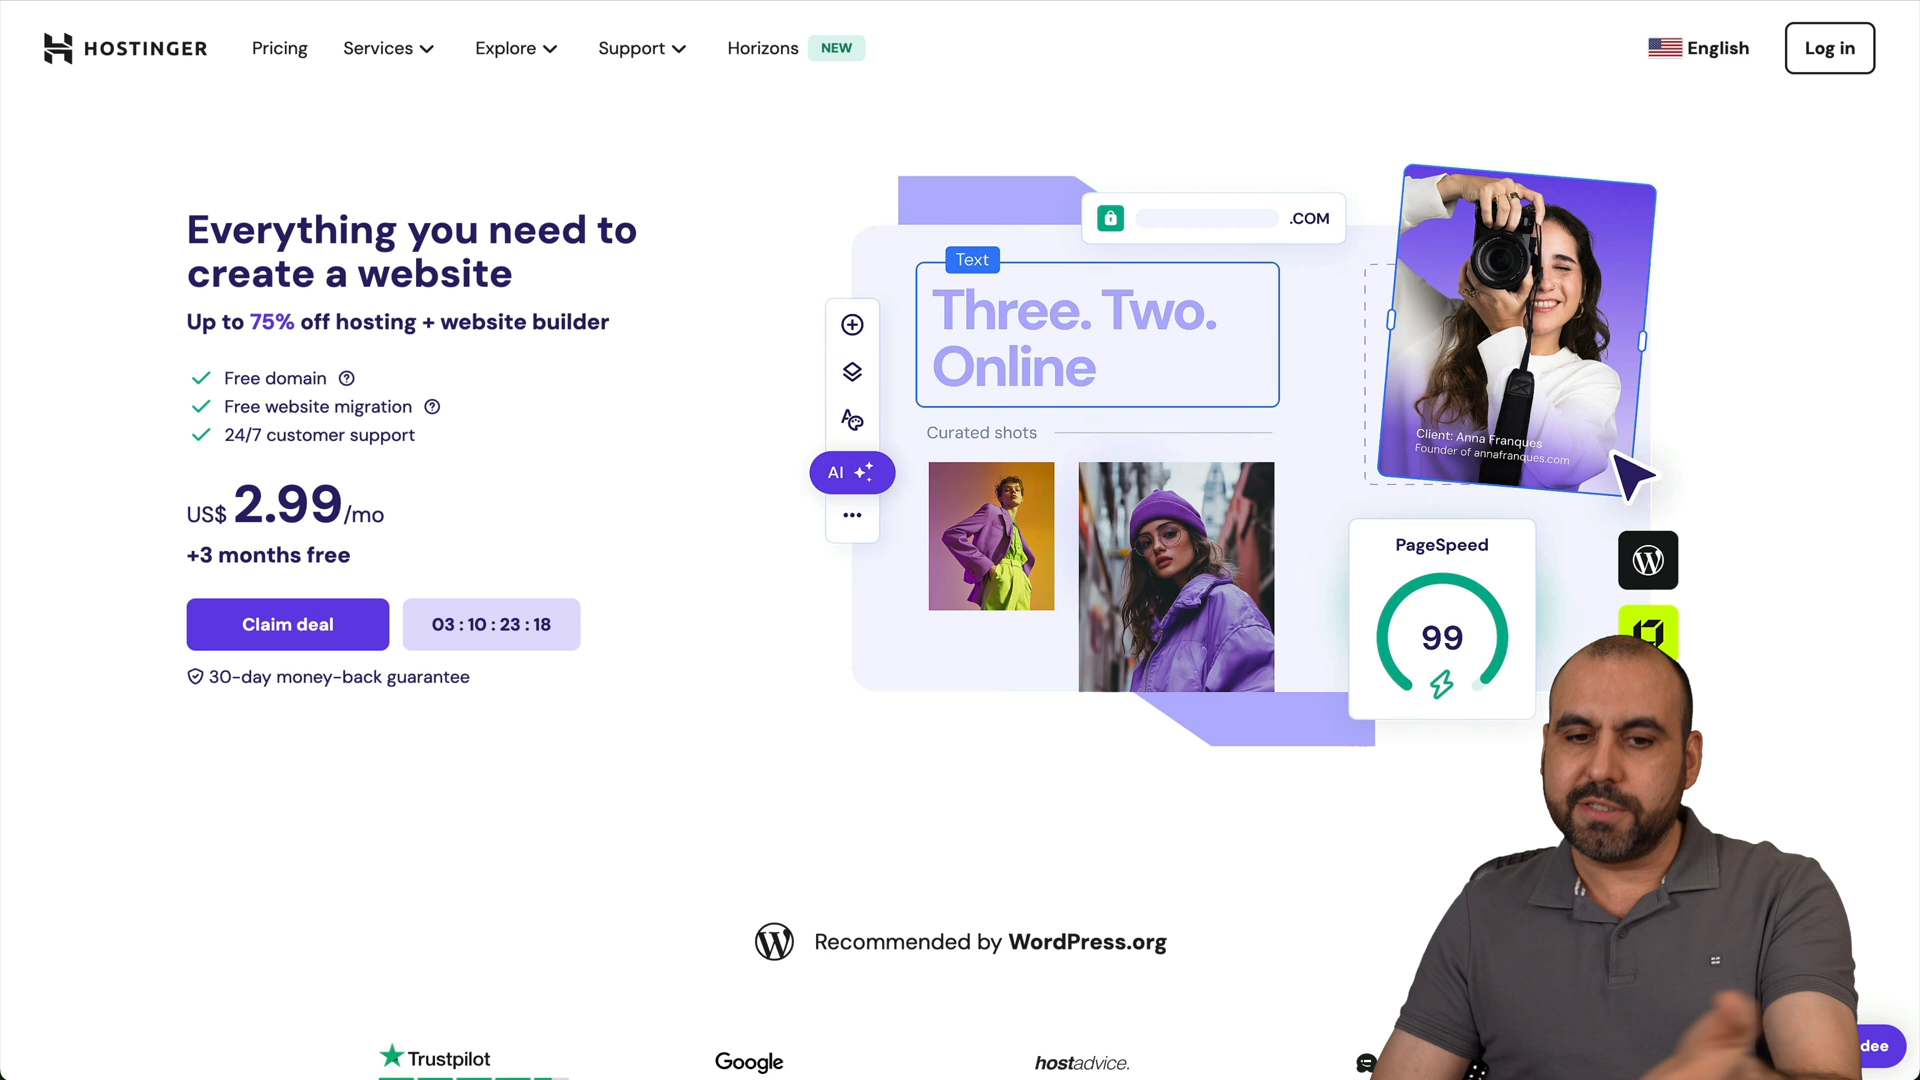 HOSTINGER
Pricing
Services
Explore
Support
Horizons
NEW
English
Log in
Everything you need to
create a website
Up to 75% off hosting + website builder
Free domain
Free website migration
24/7 customer support
US$ 2.99/mo
+3 months free
Claim deal
03 : 10 : 23 : 18
30-day money-back guarantee
.COM
Text
Three. Two.
Online
Curated shots
AI
Client: Anna Franques
Founder of annafranques.com
PageSpeed
99
Recommended by WordPress.org
Trustpilot
Google
hostadvice.
dee